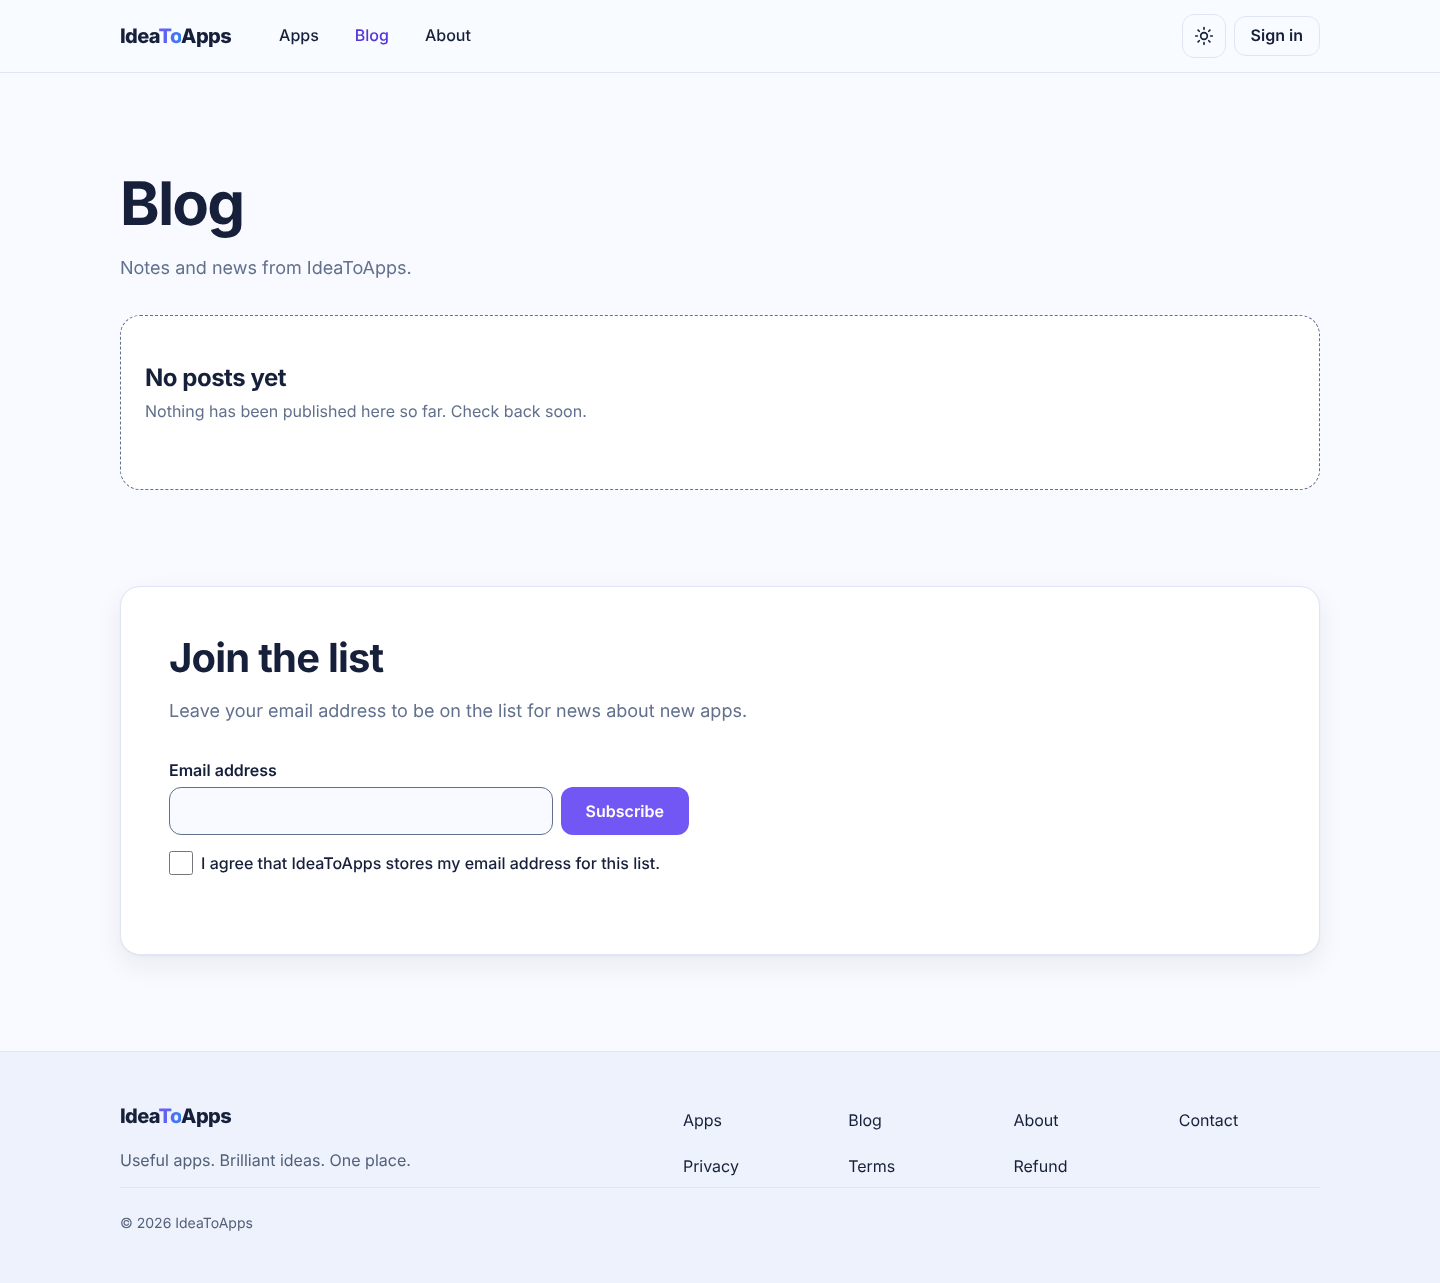 IdeaToApps Apps Blog About Sign in
Blog
Notes and news from IdeaToApps.
No posts yet
Nothing has been published here so far. Check back soon.
Join the list
Leave your email address to be on the list for news about new apps.
Email address
Subscribe
I agree that IdeaToApps stores my email address for this list.
IdeaToApps
Useful apps. Brilliant ideas. One place.
Apps Blog About Contact
Privacy Terms Refund
© 2026 IdeaToApps